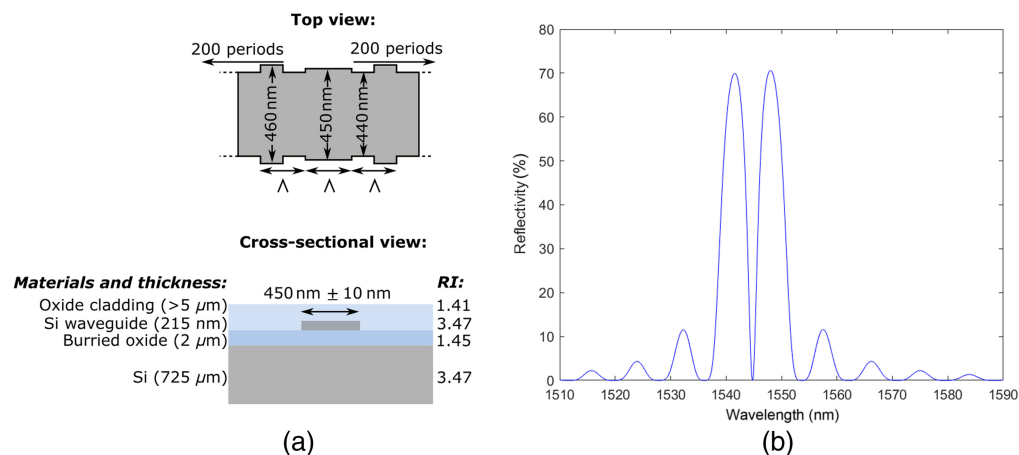 Top view:
200 periods
200 periods
460 nm
450 nm
440 nm
Λ
Λ
Λ
Cross-sectional view:
Materials and thickness:
RI:
450 nm ± 10 nm
Oxide cladding (>5 µm)
1.41
Si waveguide (215 nm)
3.47
Burried oxide (2 µm)
1.45
Si (725 µm)
3.47
(a)
80
70
60
50
40
30
20
10
0
Reflectivity (%)
1510 1520 1530 1540 1550 1560 1570 1580 1590
Wavelength (nm)
(b)